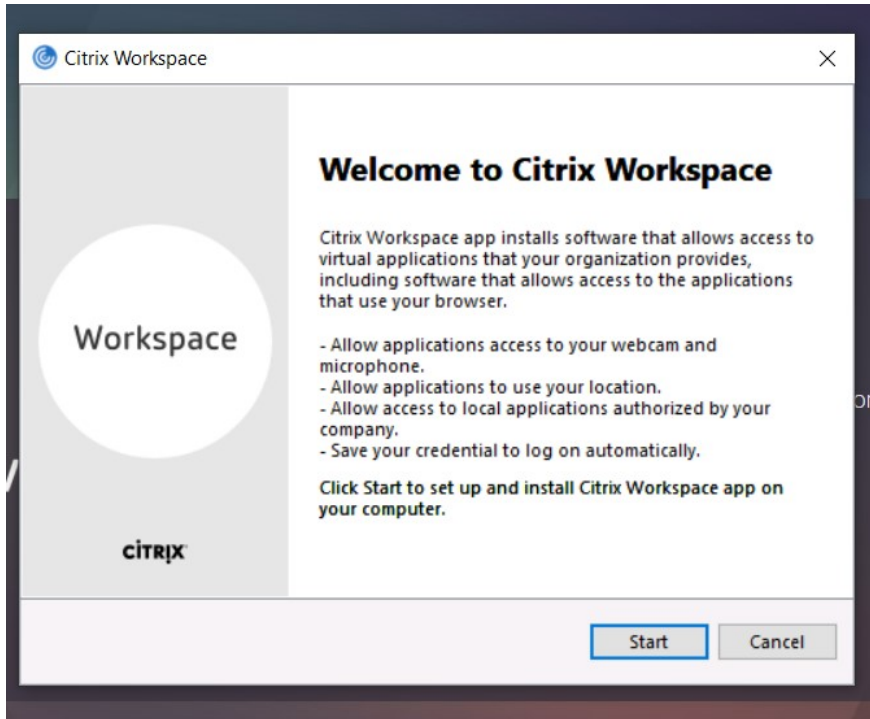 Citrix Workspace
Welcome to Citrix Workspace
Citrix Workspace app installs software that allows access to
virtual applications that your organization provides,
including software that allows access to the applications
that use your browser.
Workspace
- Allow applications access to your webcam and
microphone.
- Allow applications to use your location.
- Allow access to local applications authorized by your
company.
- Save your credential to log on automatically.
Click Start to set up and install Citrix Workspace app on
your computer.
CİTRIX
Start
Cancel